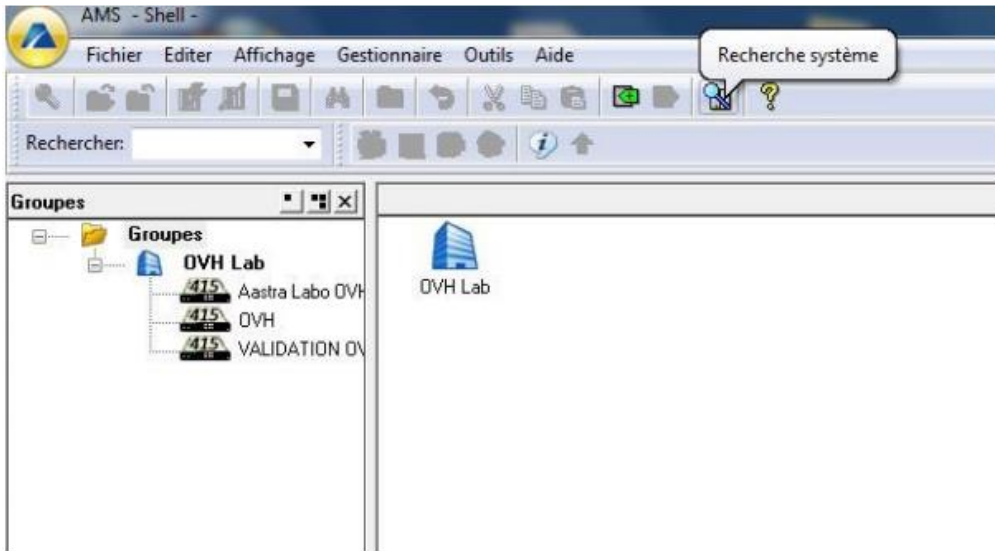 AMS - Shell -
Fichier Editer Affichage Gestionnaire Outils Aide
Recherche système
Rechercher:
Groupes
Groupes
OVH Lab
415 Aastra Labo OVH
415 OVH
415 VALIDATION OV
OVH Lab